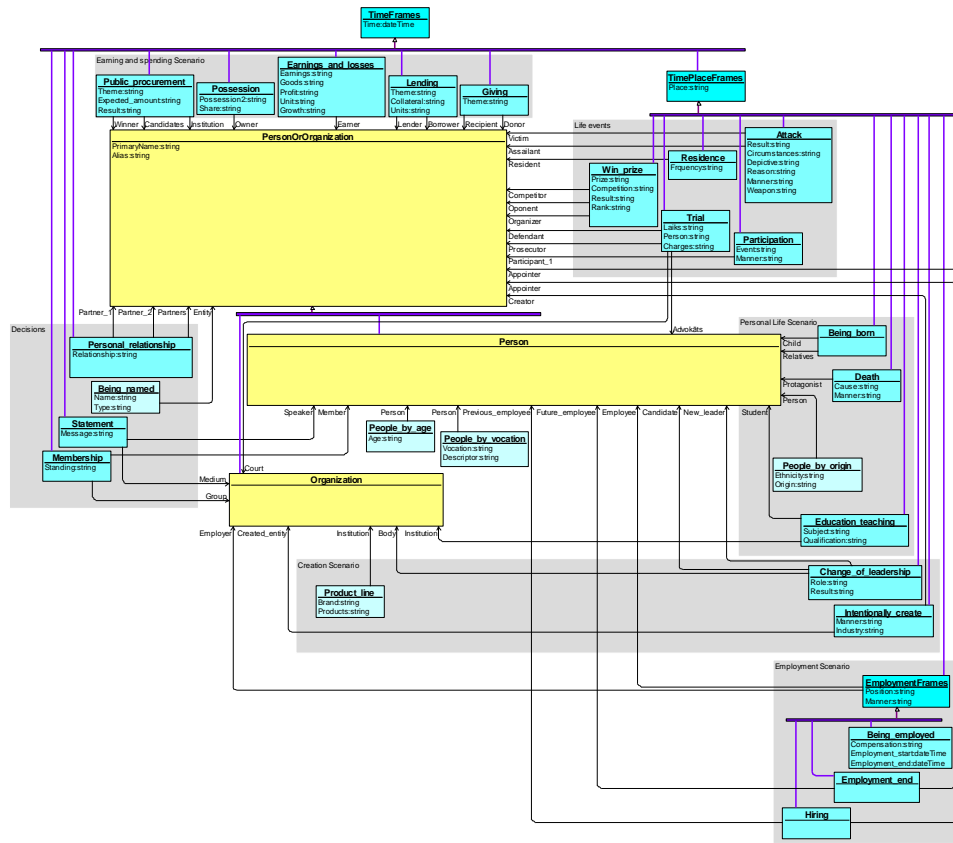 TimeFrames
Time:dateTime
Earning and spending Scenario
Public_procurement
Theme:string
Expected_amount:string
Result:string
Possession
Possession2:string
Share:string
Earnings_and_losses
Earnings:string
Goods:string
Profit:string
Unit:string
Growth:string
Lending
Theme:string
Collateral:string
Units:string
Giving
Theme:string
TimePlaceFrames
Place:string
Winner Candidates Institution Owner Earner Lender Borrower Recipient Donor
PersonOrOrganization
PrimaryName:string
Alias:string
Victim
Assailant
Resident
Competitor
Oponent
Organizer
Defendant
Prosecutor
Participant_1
Appointer
Appointer
Creator
Life events
Attack
Result:string
Circumstances:string
Depictive:string
Reason:string
Manner:string
Weapon:string
Residence
Frquency:string
Win_prize
Prize:string
Competition:string
Result:string
Rank:string
Trial
Laiks:string
Person:string
Charges:string
Participation
Event:string
Manner:string
Partner_1 Partner_2 Partners Entity
Decisions
Personal_relationship
Relationship:string
Being_named
Name:string
Type:string
Statement
Message:string
Membership
Standing:string
Medium
Group
Advokāts
Person
Child
Relatives
Protagonist
Person
Personal Life Scenario
Being_born
Death
Cause:string
Manner:string
Speaker Member Person Person Previous_employee Future_employee Employee Candidate New_leader Student
People_by_age
Age:string
People_by_vocation
Vocation:string
Descriptor:string
People_by_origin
Ethnicity:string
Origin:string
Education_teaching
Subject:string
Qualification:string
Court
Organization
Employer Created_entity Institution Body Institution
Creation Scenario
Product_line
Brand:string
Products:string
Change_of_leadership
Role:string
Result:string
Intentionally_create
Manner:string
Industry:string
Employment Scenario
EmploymentFrames
Position:string
Manner:string
Being_employed
Compensation:string
Employment_start:dateTime
Employment_end:dateTime
Employment_end
Hiring